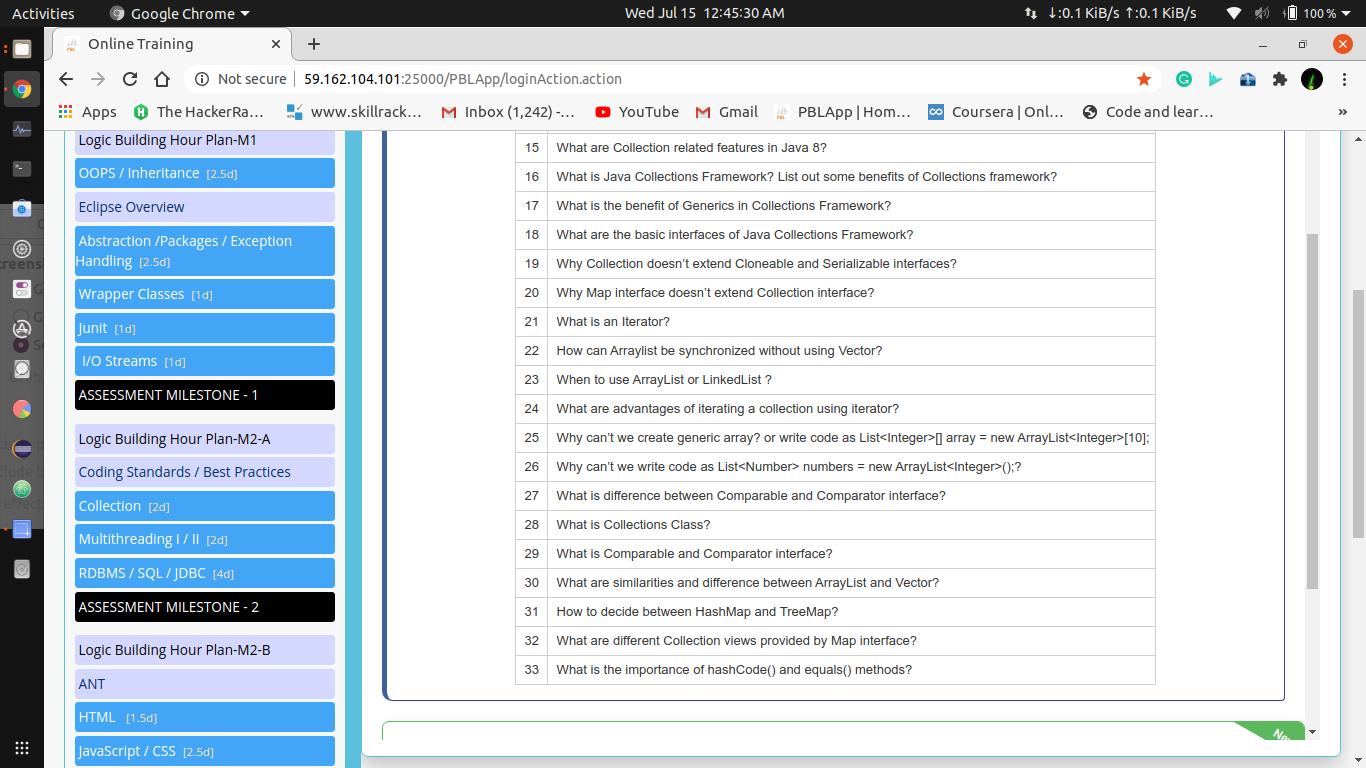 Activities
Google Chrome
Wed Jul 15 12:45:30 AM
↓:0.1 KiB/s ↑:0.1 KiB/s
100 %
Online Training
Not secure
59.162.104.101:25000/PBLApp/loginAction.action
Apps
The HackerRa...
www.skillrack...
Inbox (1,242) -...
YouTube
Gmail
PBLApp | Hom...
Coursera | Onl...
Code and lear...
»
Logic Building Hour Plan-M1
OOPS / Inheritance [2.5d]
Eclipse Overview
Abstraction /Packages / Exception
Handling [2.5d]
Wrapper Classes [1d]
Junit [1d]
I/O Streams [1d]
ASSESSMENT MILESTONE - 1
Logic Building Hour Plan-M2-A
Coding Standards / Best Practices
Collection [2d]
Multithreading I / II [2d]
RDBMS / SQL / JDBC [4d]
ASSESSMENT MILESTONE - 2
Logic Building Hour Plan-M2-B
ANT
HTML [1.5d]
JavaScript / CSS [2.5d]
15 What are Collection related features in Java 8?
16 What is Java Collections Framework? List out some benefits of Collections framework?
17 What is the benefit of Generics in Collections Framework?
18 What are the basic interfaces of Java Collections Framework?
19 Why Collection doesn't extend Cloneable and Serializable interfaces?
20 Why Map interface doesn't extend Collection interface?
21 What is an Iterator?
22 How can Arraylist be synchronized without using Vector?
23 When to use ArrayList or LinkedList ?
24 What are advantages of iterating a collection using iterator?
25 Why can't we create generic array? or write code as List<Integer>[] array = new ArrayList<Integer>[10];
26 Why can't we write code as List<Number> numbers = new ArrayList<Integer>();?
27 What is difference between Comparable and Comparator interface?
28 What is Collections Class?
29 What is Comparable and Comparator interface?
30 What are similarities and difference between ArrayList and Vector?
31 How to decide between HashMap and TreeMap?
32 What are different Collection views provided by Map interface?
33 What is the importance of hashCode() and equals() methods?